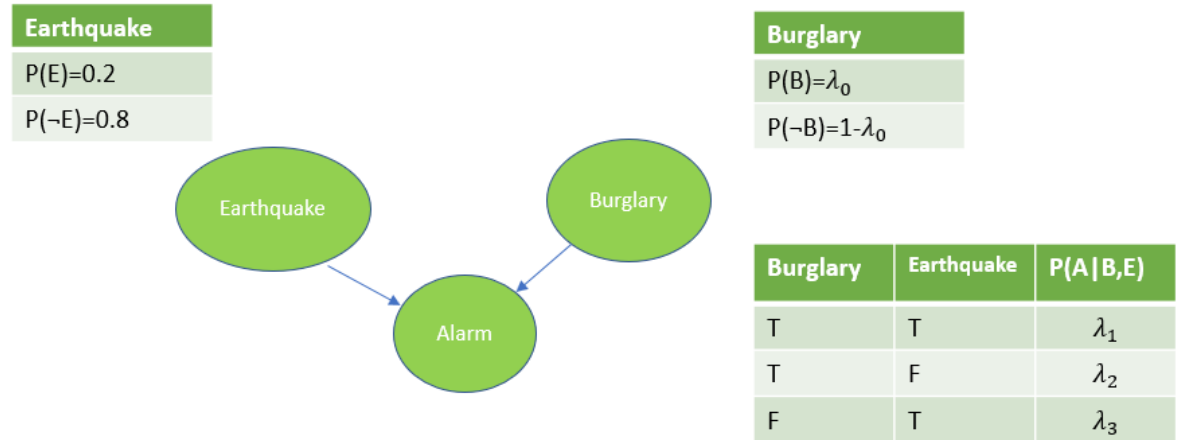 Earthquake
P(E)=0.2
P(¬E)=0.8
Burglary
P(B)=λ₀
P(¬B)=1-λ₀
Earthquake
Burglary
Alarm
Burglary Earthquake P(A|B,E)
T T λ₁
T F λ₂
F T λ₃